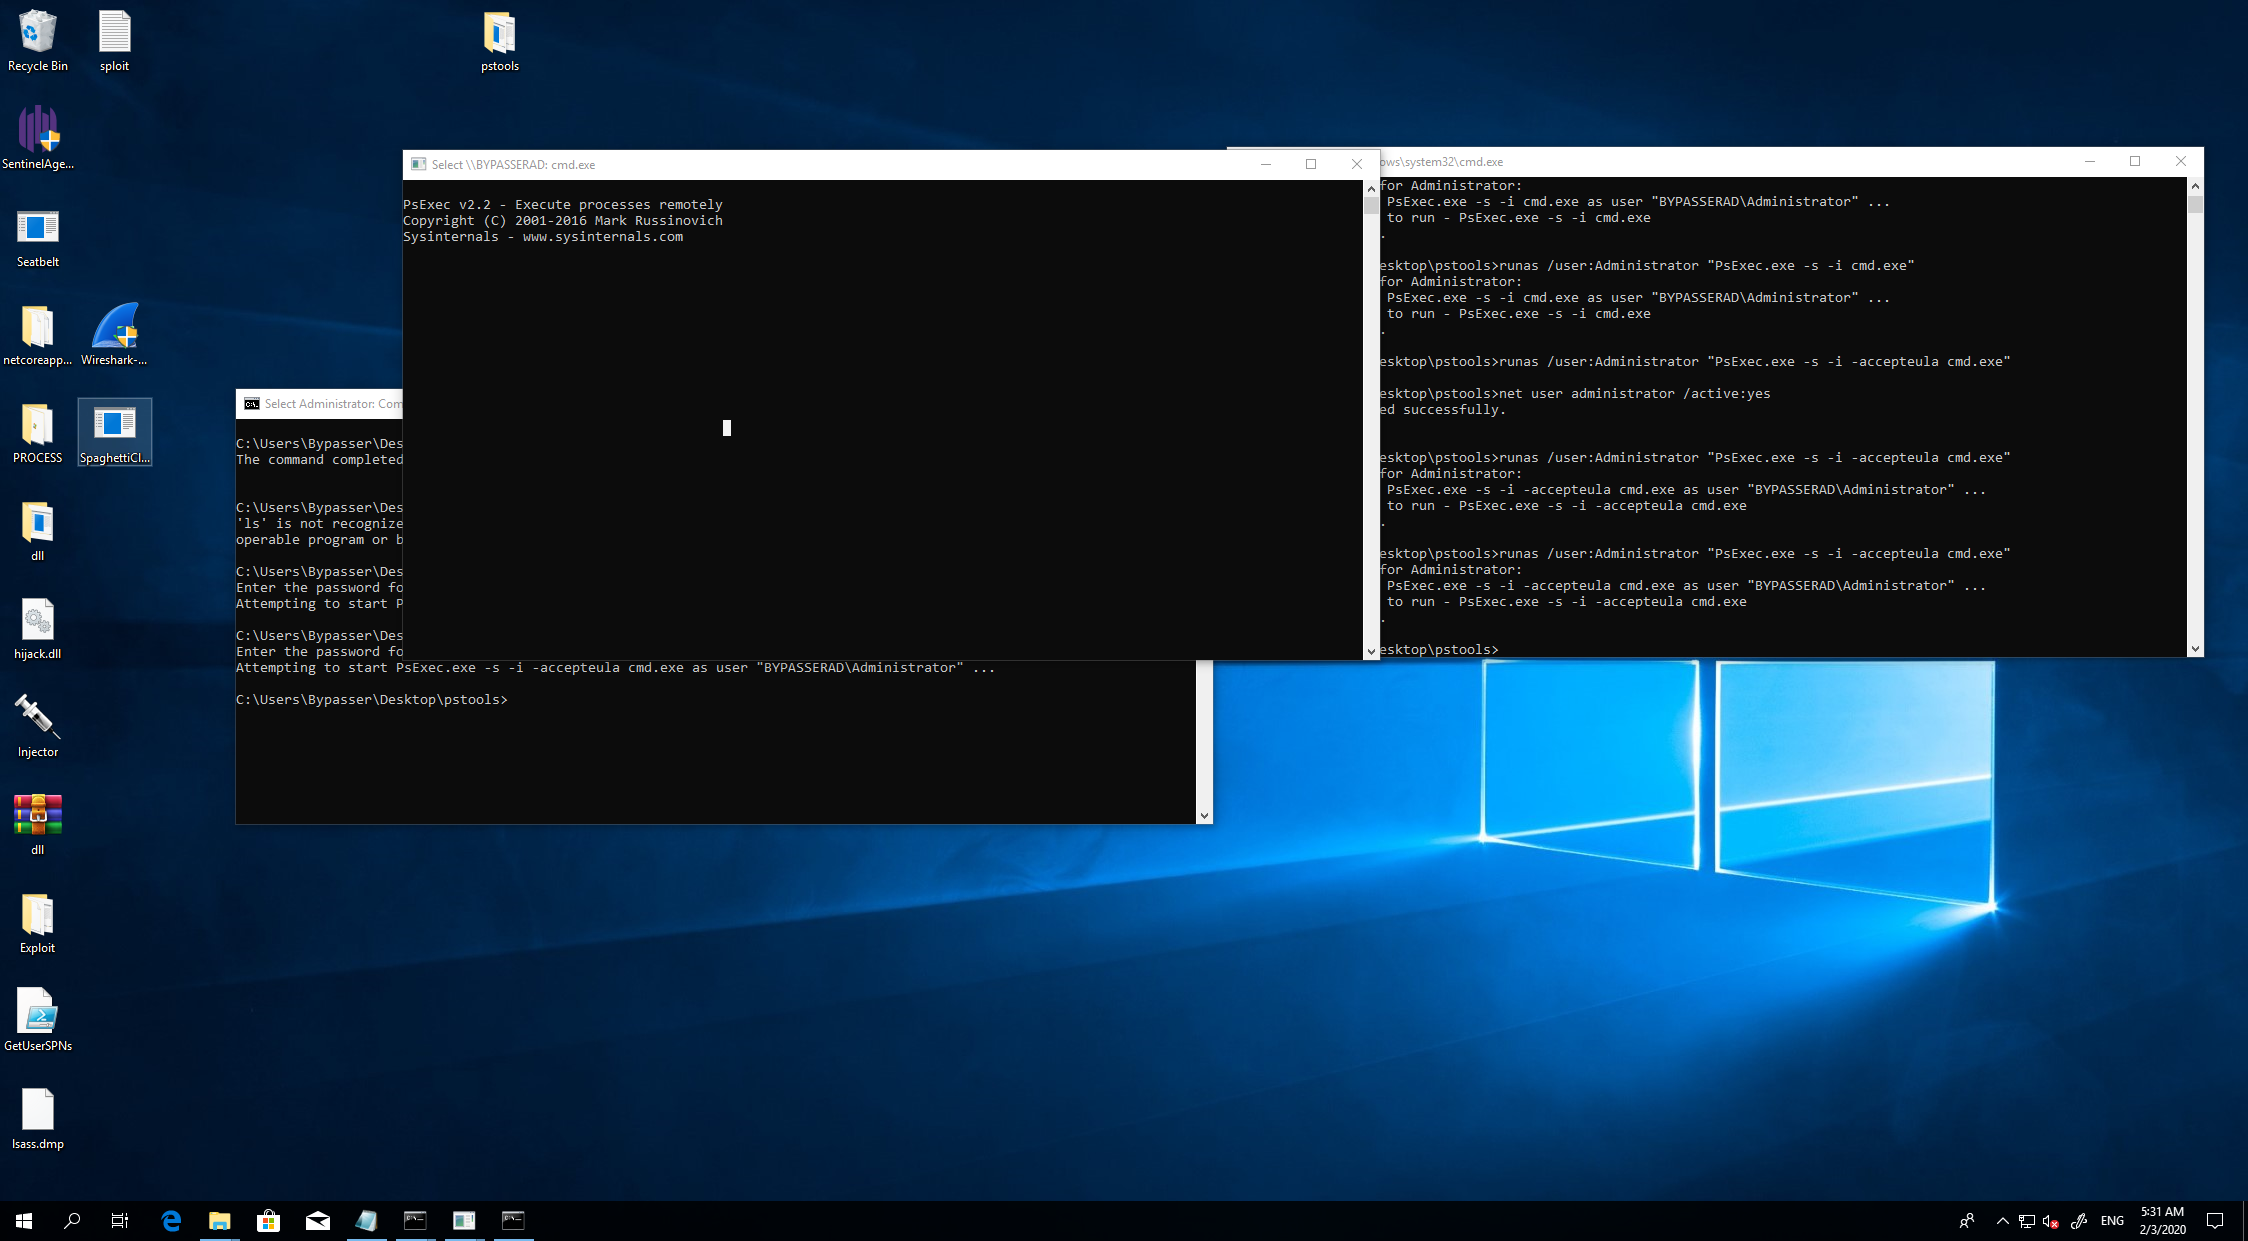 Recycle Bin
sploit
pstools
SentinelAge...
Seatbelt
netcoreapp...
Wireshark-...
PROCESS
SpaghettiCl...
dll
hijack.dll
Injector
dll
Exploit
GetUserSPNs
lsass.dmp
Select \\BYPASSERAD: cmd.exe
PsExec v2.2 - Execute processes remotely
Copyright (C) 2001-2016 Mark Russinovich
Sysinternals - www.sysinternals.com
ows\system32\cmd.exe
for Administrator:
PsExec.exe -s -i cmd.exe as user "BYPASSERAD\Administrator" ...
to run - PsExec.exe -s -i cmd.exe
.
esktop\pstools>runas /user:Administrator "PsExec.exe -s -i cmd.exe"
for Administrator:
PsExec.exe -s -i cmd.exe as user "BYPASSERAD\Administrator" ...
to run - PsExec.exe -s -i cmd.exe
.
esktop\pstools>runas /user:Administrator "PsExec.exe -s -i -accepteula cmd.exe"
esktop\pstools>net user administrator /active:yes
ed successfully.
esktop\pstools>runas /user:Administrator "PsExec.exe -s -i -accepteula cmd.exe"
for Administrator:
PsExec.exe -s -i -accepteula cmd.exe as user "BYPASSERAD\Administrator" ...
to run - PsExec.exe -s -i -accepteula cmd.exe
.
esktop\pstools>runas /user:Administrator "PsExec.exe -s -i -accepteula cmd.exe"
for Administrator:
PsExec.exe -s -i -accepteula cmd.exe as user "BYPASSERAD\Administrator" ...
to run - PsExec.exe -s -i -accepteula cmd.exe
.
esktop\pstools>
Select Administrator: Com
C:\Users\Bypasser\Des
The command completed
C:\Users\Bypasser\Des
'ls' is not recognize
operable program or b
C:\Users\Bypasser\Des
Enter the password fo
Attempting to start P
C:\Users\Bypasser\Des
Enter the password fo
Attempting to start PsExec.exe -s -i -accepteula cmd.exe as user "BYPASSERAD\Administrator" ...
C:\Users\Bypasser\Desktop\pstools>
ENG
5:31 AM
2/3/2020